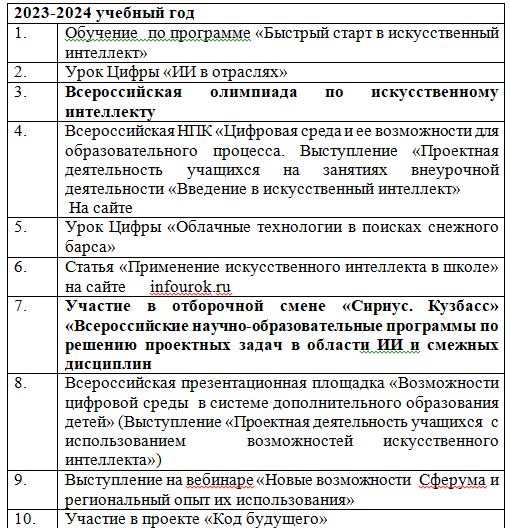 2023-2024 учебный год
1. Обучение по программе «Быстрый старт в искусственный
интеллект»
2. Урок Цифры «ИИ в отраслях»
3. Всероссийская олимпиада по искусственному
интеллекту
4. Всероссийская НПК «Цифровая среда и ее возможности для
образовательного процесса. Выступление «Проектная
деятельность учащихся на занятиях внеурочной
деятельности «Введение в искусственный интеллект»
На сайте
5. Урок Цифры «Облачные технологии в поисках снежного
барса»
6. Статья «Применение искусственного интеллекта в школе»
на сайте infourok.ru
7. Участие в отборочной смене «Сириус. Кузбасс»
«Всероссийские научно-образовательные программы по
решению проектных задач в области ИИ и смежных
дисциплин
8. Всероссийская презентационная площадка «Возможности
цифровой среды в системе дополнительного образования
детей» (Выступление «Проектная деятельность учащихся с
использованием возможностей искусственного
интеллекта»)
9. Выступление на вебинаре «Новые возможности Сферума и
региональный опыт их использования»
10. Участие в проекте «Код будущего»